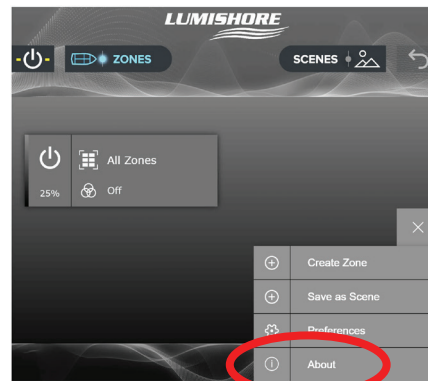 LUMISHORE
ZONES
SCENES
All Zones
25%
Off
Create Zone
Save as Scene
Preferences
About